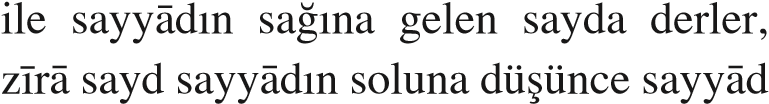 ile sayyādın sağına gelen sayda derler,
zīrā sayd sayyādın soluna düşünce sayyād